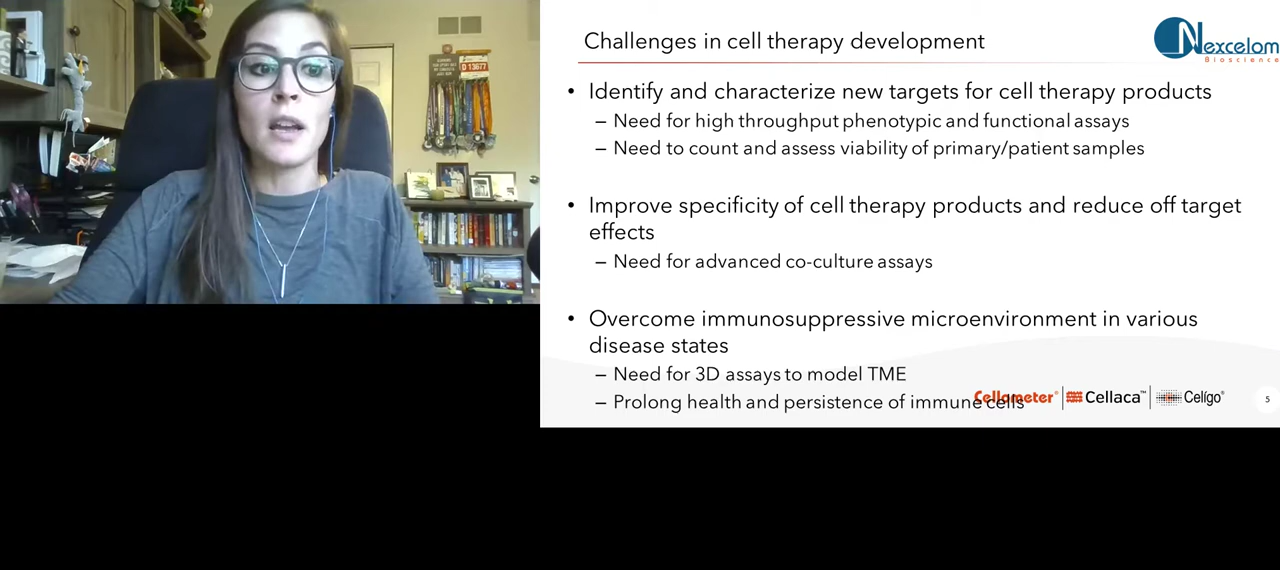 Challenges in cell therapy development
Nexcelom
Bioscience
• Identify and characterize new targets for cell therapy products
– Need for high throughput phenotypic and functional assays
– Need to count and assess viability of primary/patient samples
• Improve specificity of cell therapy products and reduce off target
effects
– Need for advanced co-culture assays
• Overcome immunosuppressive microenvironment in various
disease states
– Need for 3D assays to model TME
– Prolong health and persistence of immune cells
Cellometer® Cellaca™ Celígo®
5
D 13677